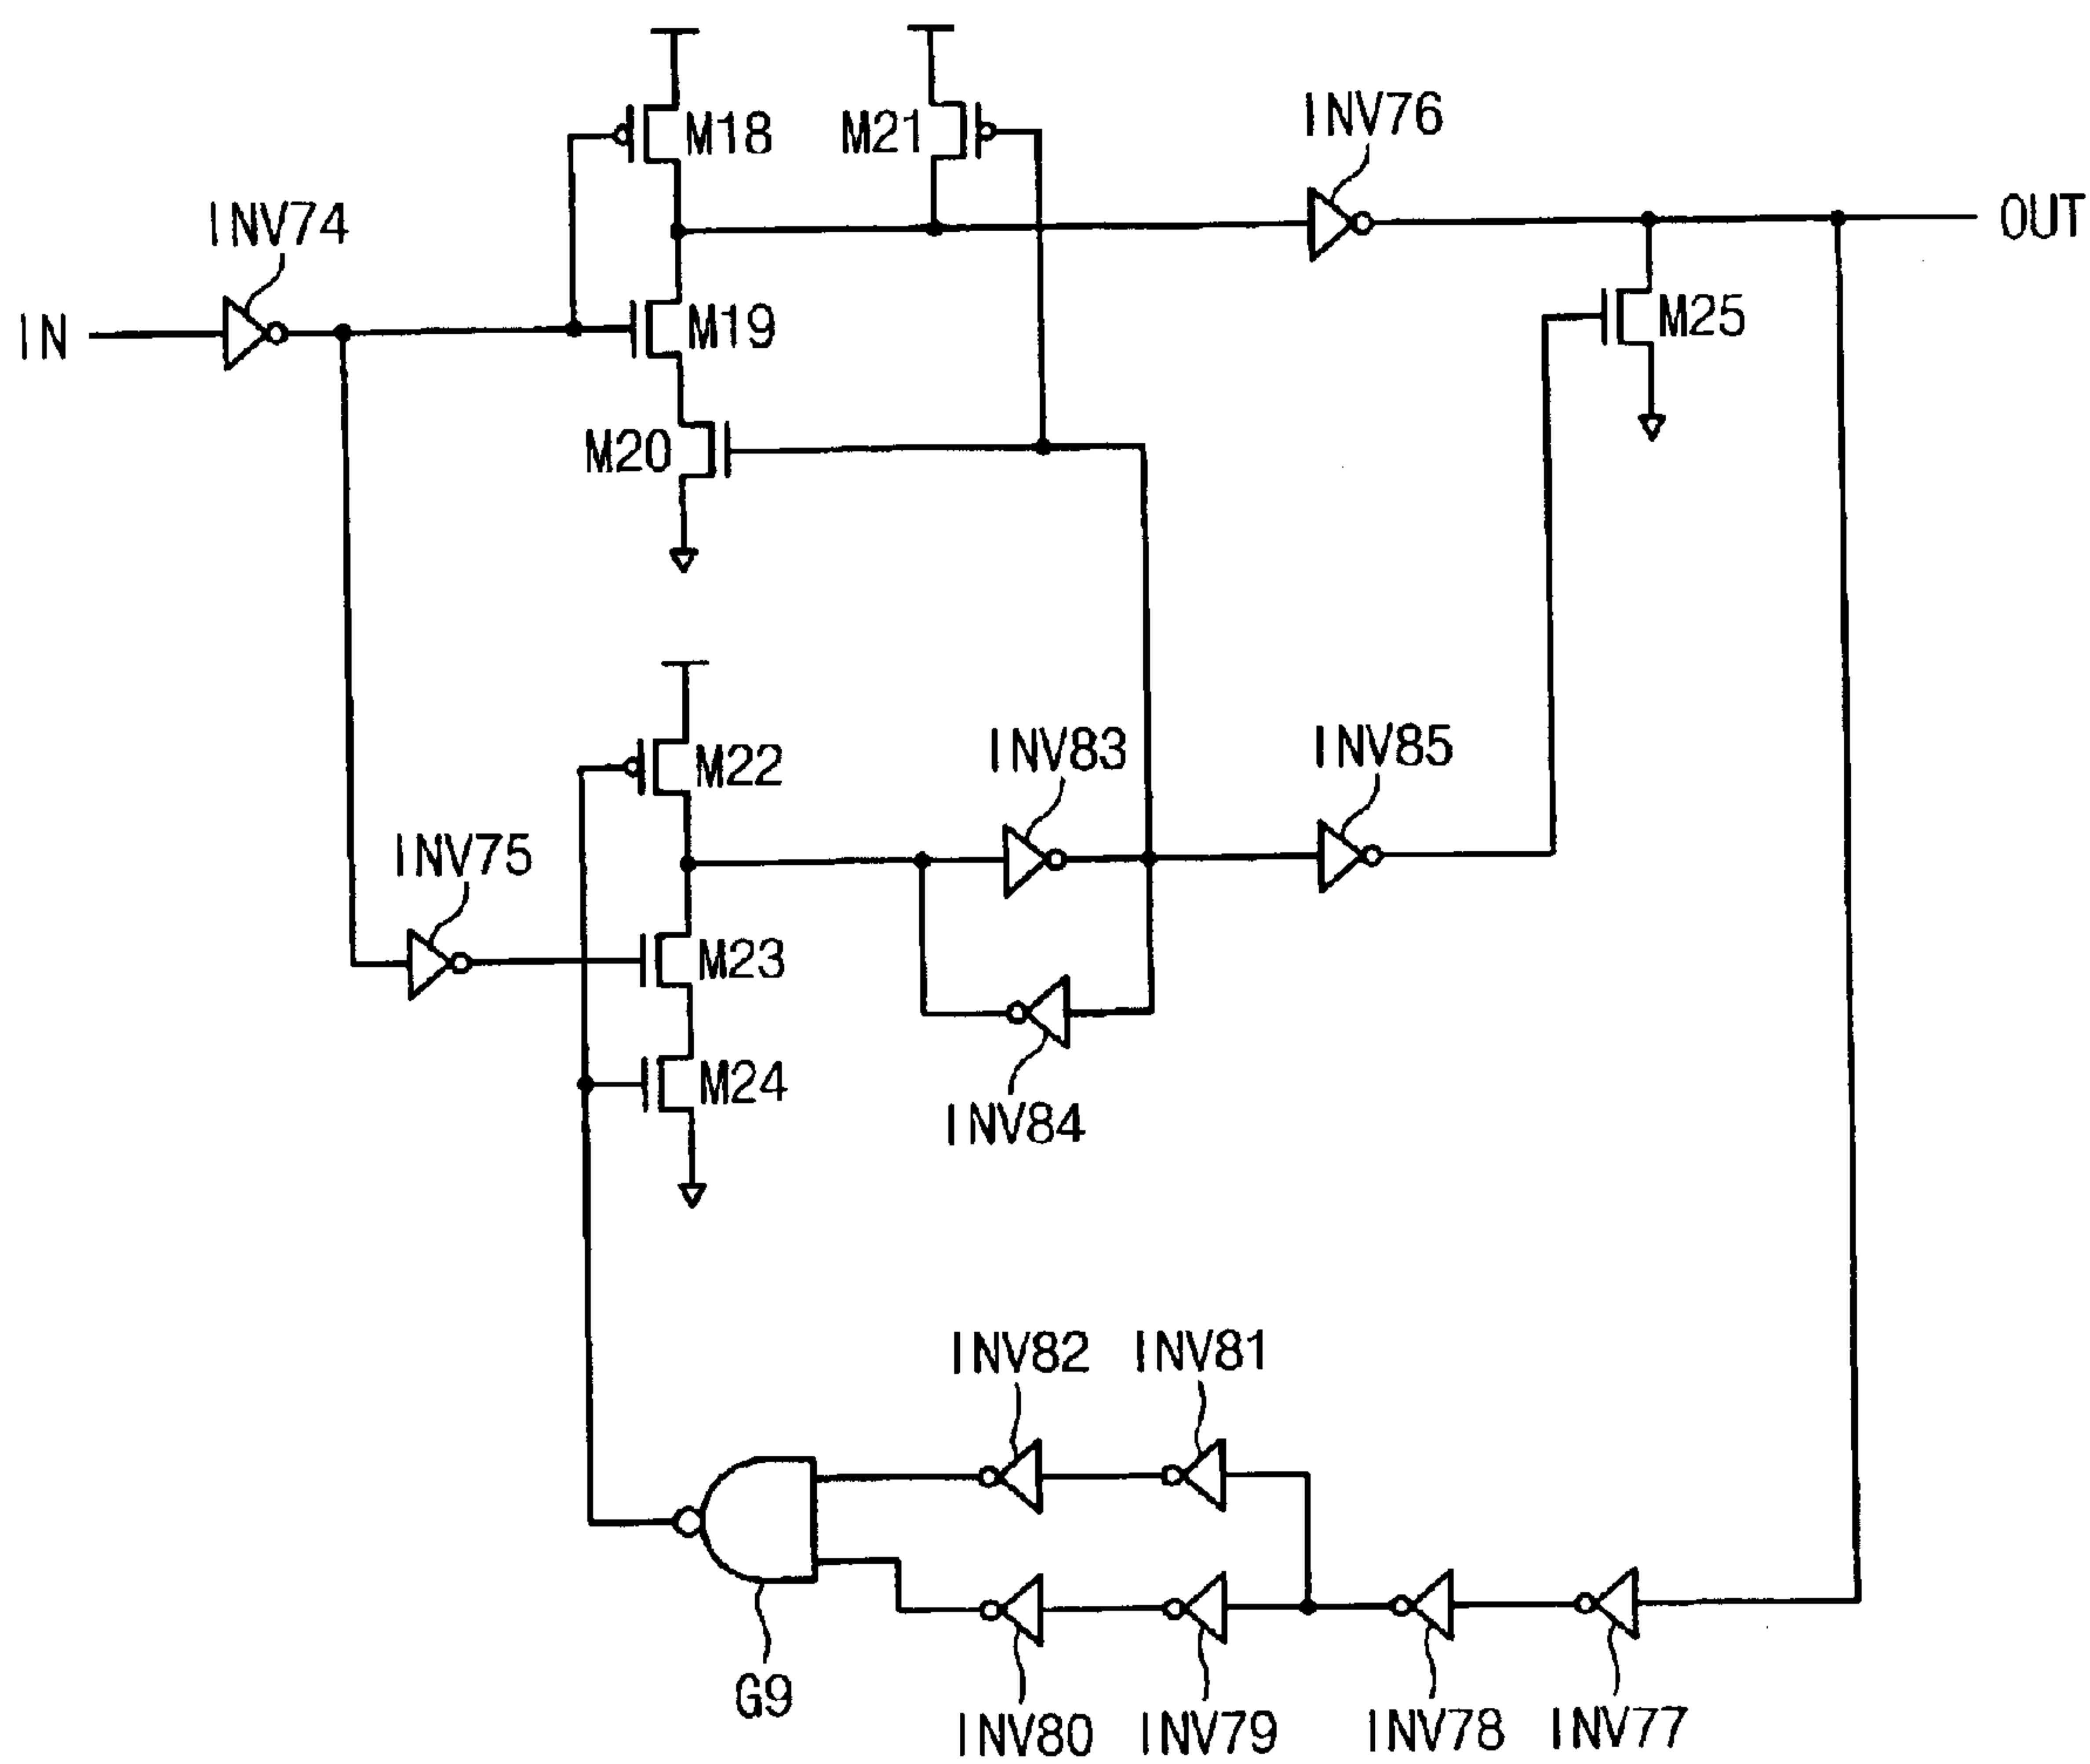 M18
M21
INV76
INV74
OUT
IN
M19
M25
M20
INV83
INV85
M22
INV75
M23
M24
INV84
INV82
INV81
G9
INV80
INV79
INV78
INV77